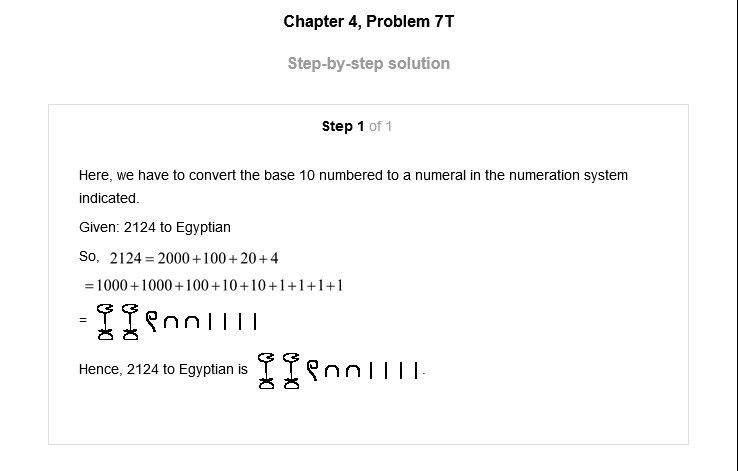 Chapter 4, Problem 7T
Step-by-step solution
Step 1 of 1
Here, we have to convert the base 10 numbered to a numeral in the numeration system
indicated.
Given: 2124 to Egyptian
So, 2124 = 2000+100+20+4
=1000+1000+100+10+10+1+1+1+1
= 𓆼𓆼𓍢∩∩||||
Hence, 2124 to Egyptian is 𓆼𓆼𓍢∩∩||||.